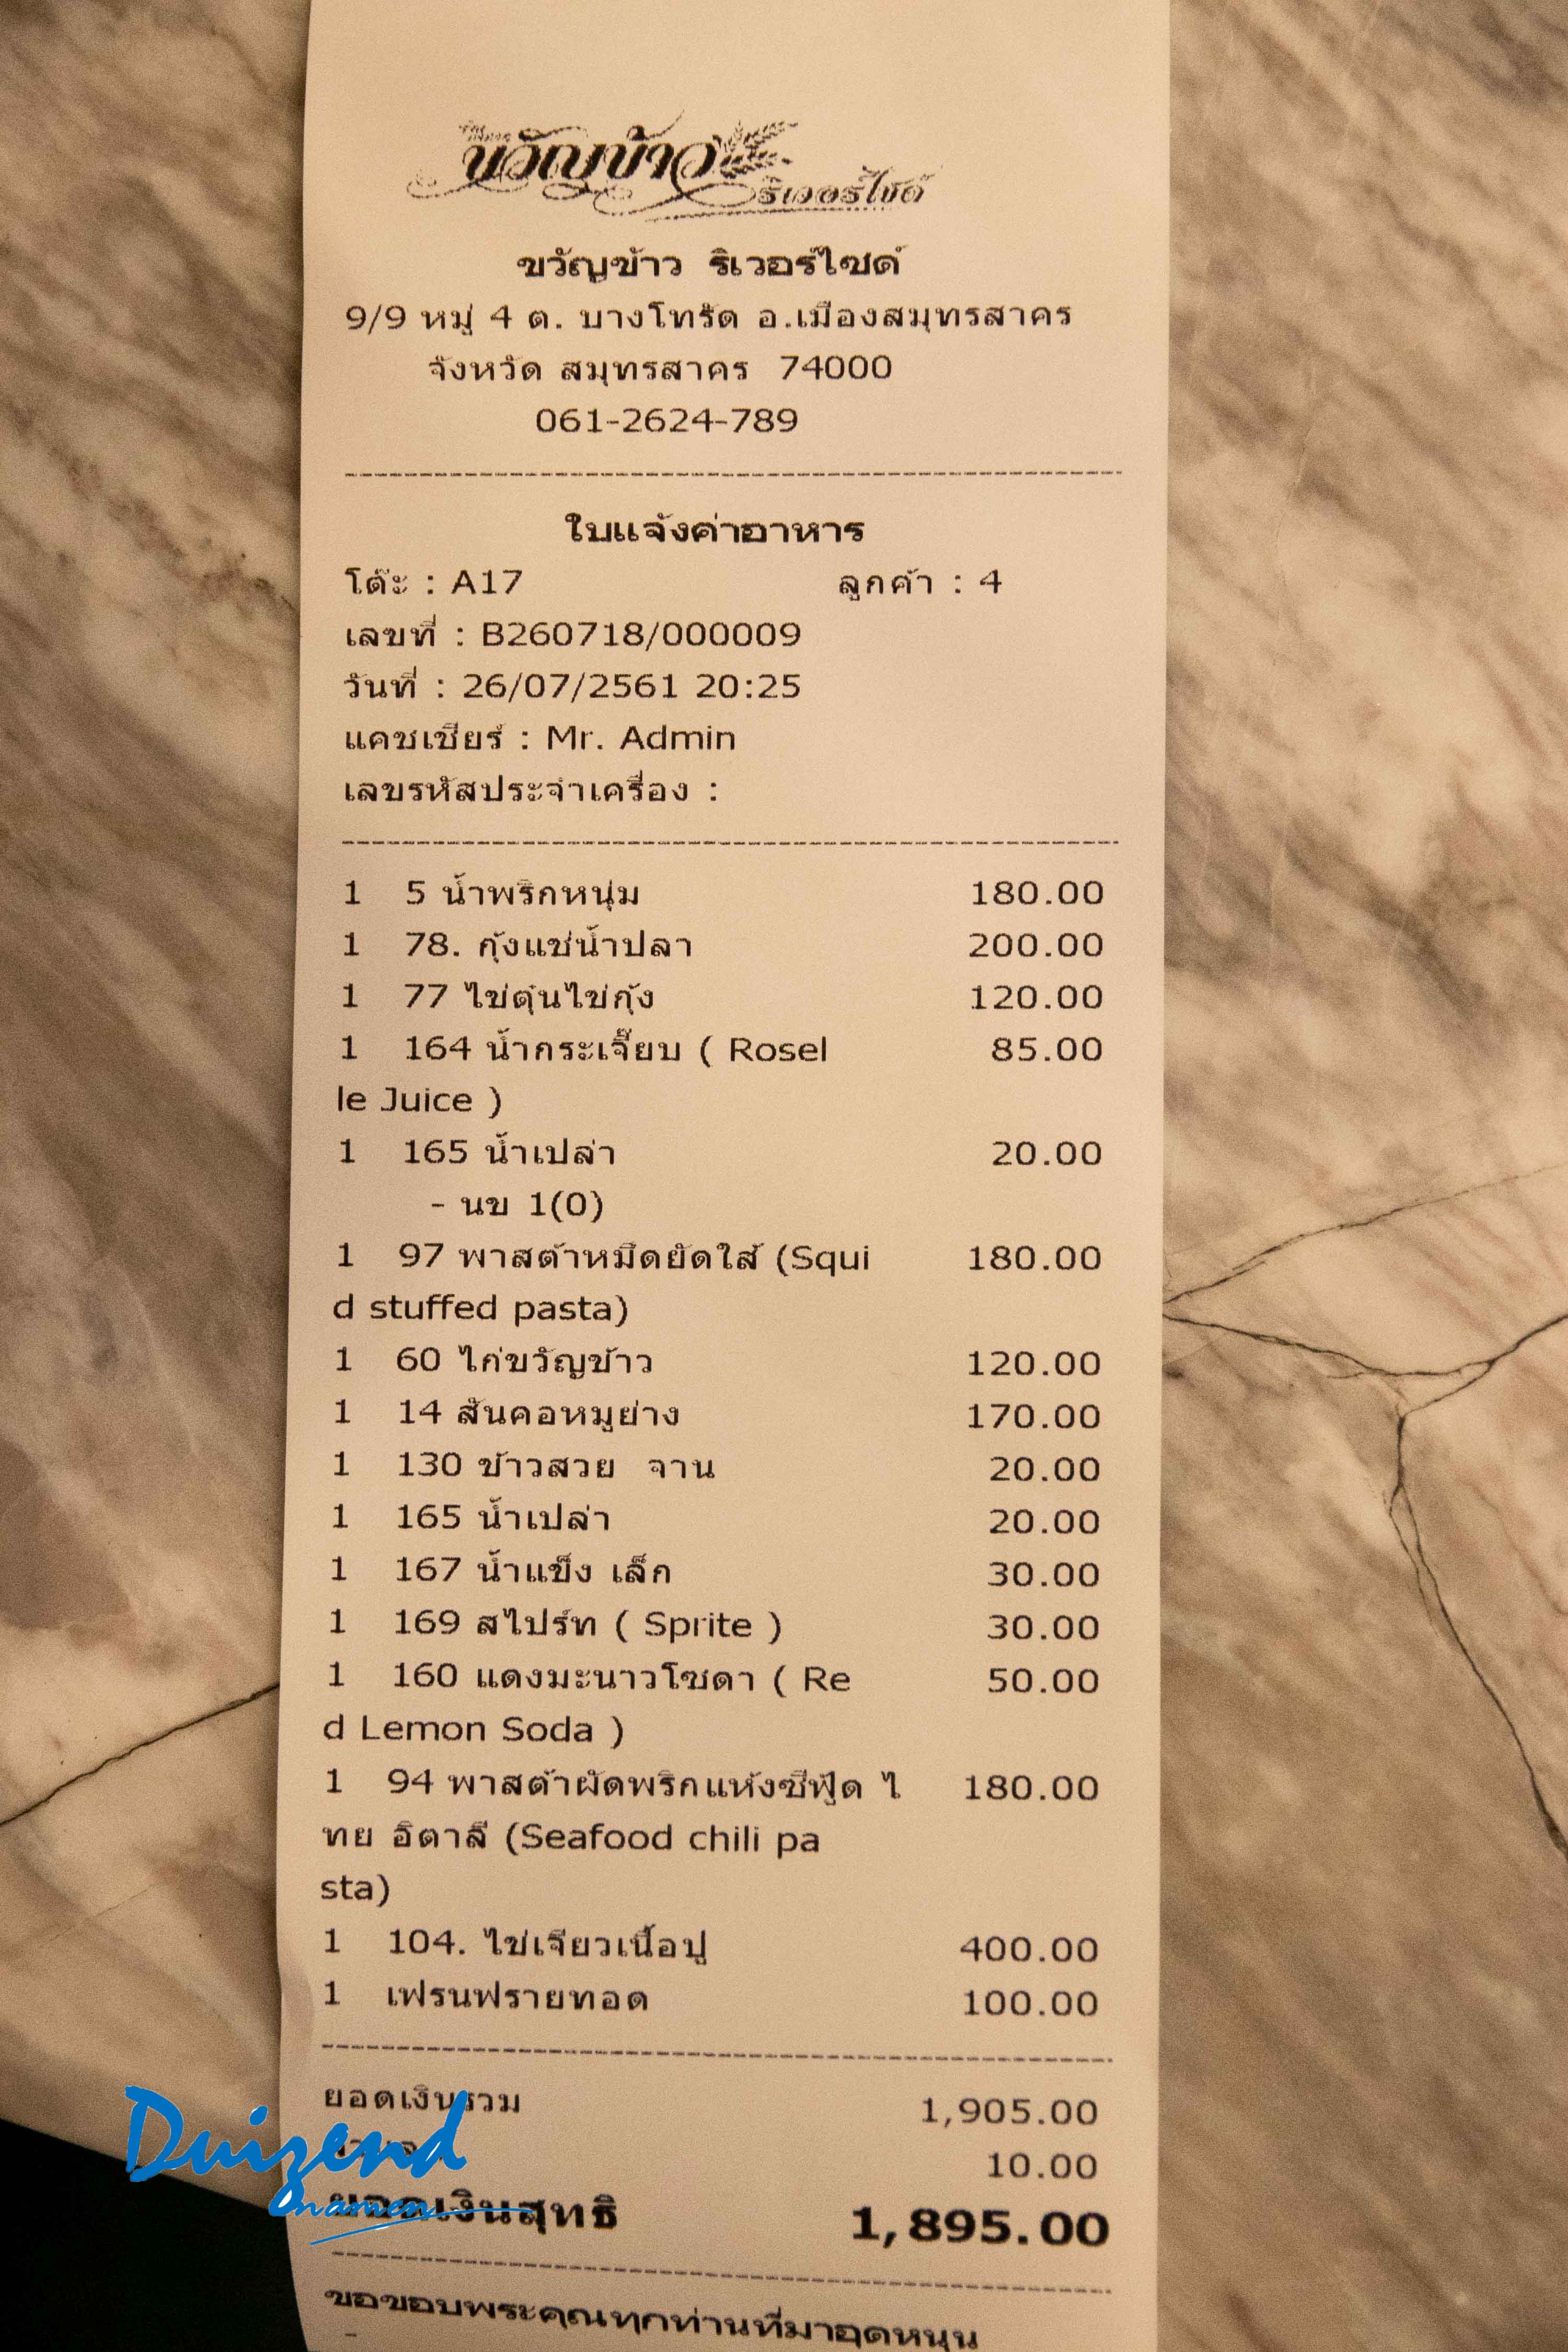 ขวัญข้าว
ริเวอร์ไซด์
ขวัญข้าว ริเวอร์ไซด์
9/9 หมู่ 4 ต. บางโทรัด อ.เมืองสมุทรสาคร
จังหวัด สมุทรสาคร 74000
061-2624-789
ใบแจ้งค่าอาหาร
โต๊ะ : A17 ลูกค้า : 4
เลขที่ : B260718/000009
วันที่ : 26/07/2561 20:25
แคชเชียร์ : Mr. Admin
เลขรหัสประจำเครื่อง :
1 5 น้ำพริกหนุ่ม 180.00
1 78. กุ้งแช่น้ำปลา 200.00
1 77 ไข่ตุ๋นไข่กุ้ง 120.00
1 164 น้ำกระเจี๊ยบ ( Rosel 85.00
le Juice )
1 165 น้ำเปล่า 20.00
- นข 1(0)
1 97 พาสต้าหมึดยัดใส้ (Squi 180.00
d stuffed pasta)
1 60 ไก่ขวัญข้าว 120.00
1 14 สันคอหมูย่าง 170.00
1 130 ข้าวสวย จาน 20.00
1 165 น้ำเปล่า 20.00
1 167 น้ำแข็ง เล็ก 30.00
1 169 สไปร์ท ( Sprite ) 30.00
1 160 แดงมะนาวโซดา ( Re 50.00
d Lemon Soda )
1 94 พาสต้าผัดพริกแห้งซีฟู้ด ไ 180.00
ทย อิตาลี (Seafood chili pa
sta)
1 104. ไข่เจียวเนื้อปู 400.00
1 เฟรนฟรายทอด 100.00
ยอดเงินรวม 1,905.00
10.00
ยอดเงินสุทธิ 1,895.00
ขอขอบพระคุณทุกท่านที่มาอุดหนุน
Duizend
namen